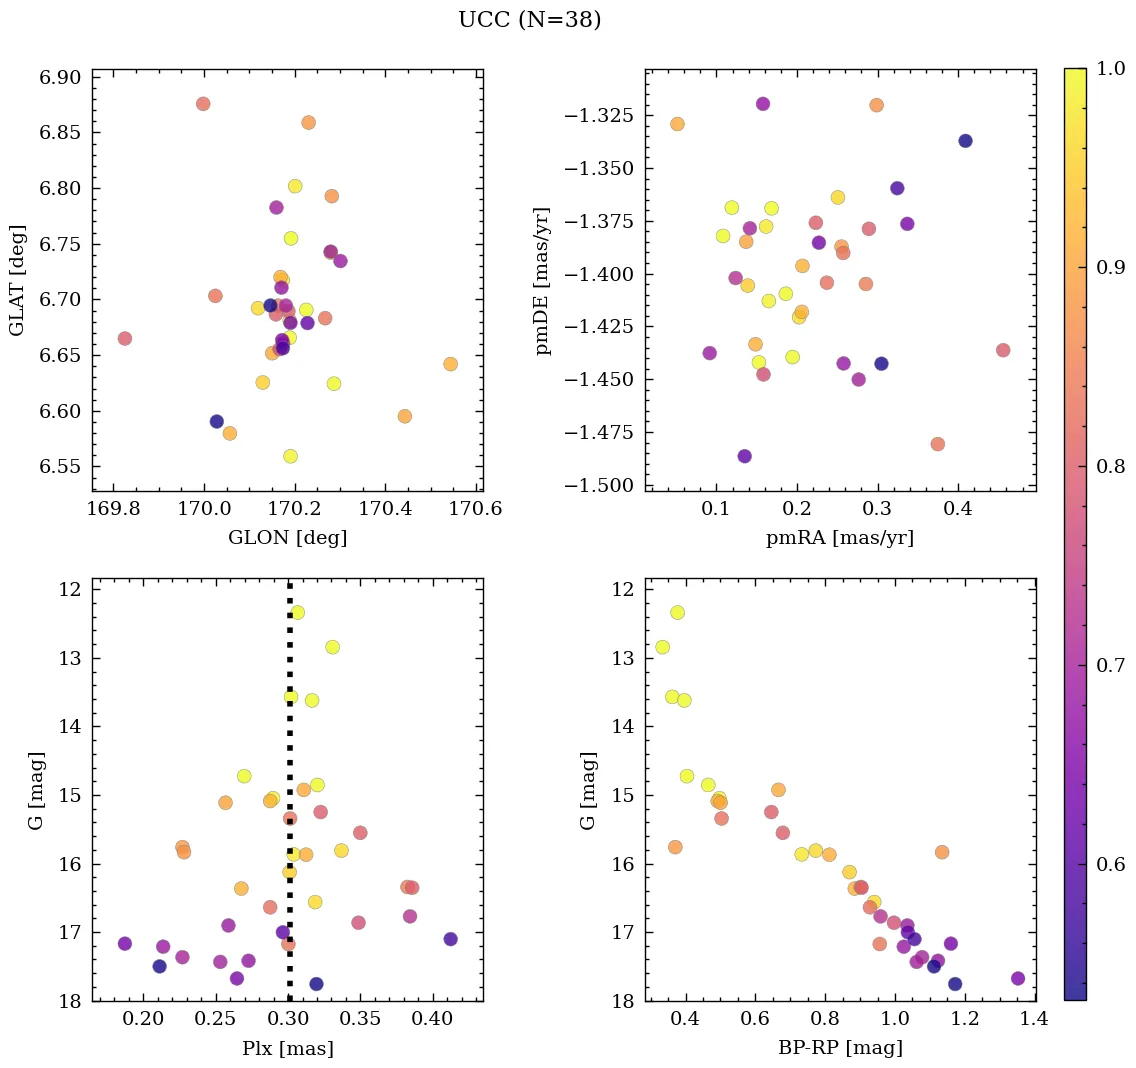 UCC (N=38)
6.90
6.85
6.80
6.75
6.70
6.65
6.60
6.55
GLAT [deg]
169.8 170.0 170.2 170.4 170.6
GLON [deg]
−1.325
−1.350
−1.375
−1.400
−1.425
−1.450
−1.475
−1.500
pmDE [mas/yr]
0.1 0.2 0.3 0.4
pmRA [mas/yr]
12
13
14
15
16
17
18
G [mag]
0.20 0.25 0.30 0.35 0.40
Plx [mas]
12
13
14
15
16
17
18
G [mag]
0.4 0.6 0.8 1.0 1.2 1.4
BP-RP [mag]
1.0
0.9
0.8
0.7
0.6